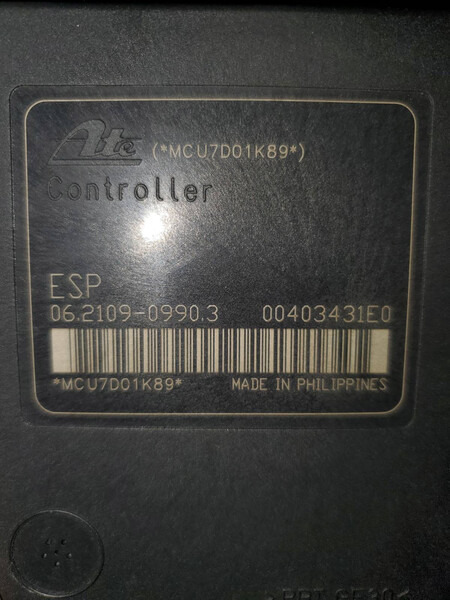 Ate (*MCU7D01K89*)
Controller
ESP
06.2109-0990.3 00403431E0
*MCU7D01K89* MADE IN PHILIPPINES